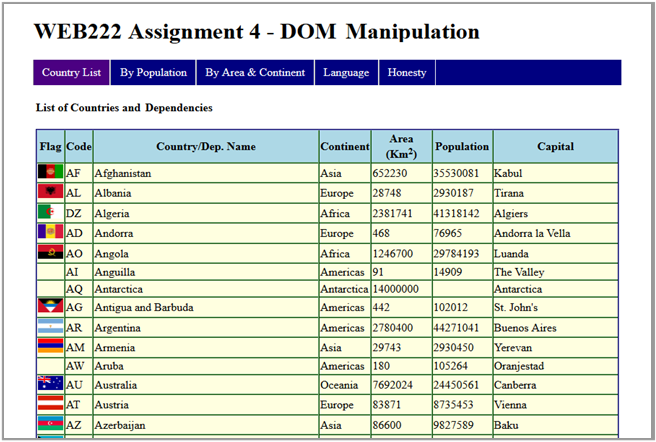 WEB222 Assignment 4 - DOM Manipulation
Country List By Population By Area & Continent Language Honesty
List of Countries and Dependencies
Flag Code Country/Dep. Name Continent Area (Km2) Population Capital
AF Afghanistan Asia 652230 35530081 Kabul
AL Albania Europe 28748 2930187 Tirana
DZ Algeria Africa 2381741 41318142 Algiers
AD Andorra Europe 468 76965 Andorra la Vella
AO Angola Africa 1246700 29784193 Luanda
AI Anguilla Americas 91 14909 The Valley
AQ Antarctica Antarctica 14000000 Antarctica
AG Antigua and Barbuda Americas 442 102012 St. John's
AR Argentina Americas 2780400 44271041 Buenos Aires
AM Armenia Asia 29743 2930450 Yerevan
AW Aruba Americas 180 105264 Oranjestad
AU Australia Oceania 7692024 24450561 Canberra
AT Austria Europe 83871 8735453 Vienna
AZ Azerbaijan Asia 86600 9827589 Baku